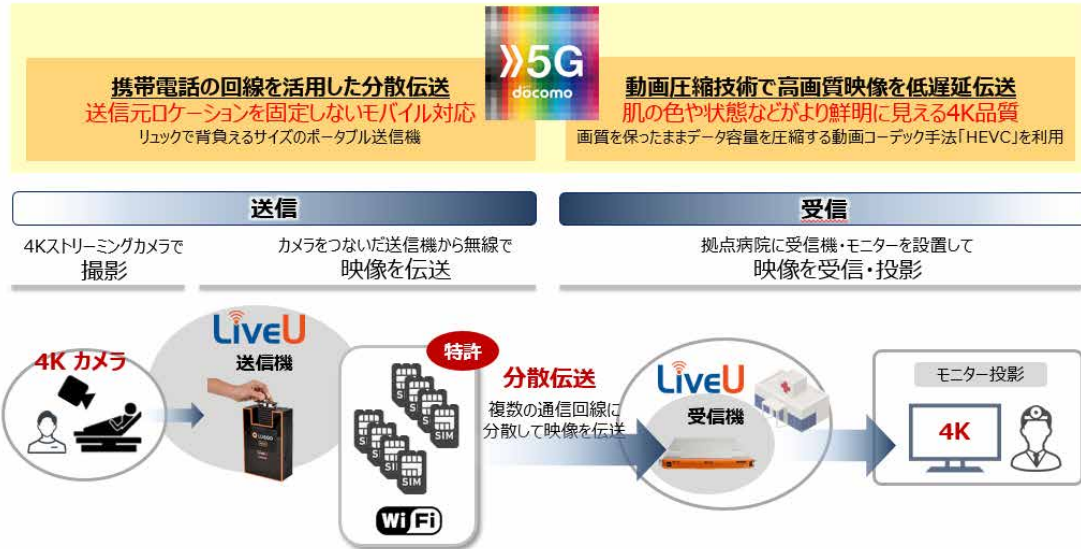 携帯電話の回線を活用した分散伝送
送信元ロケーションを固定しないモバイル対応
リュックで背負えるサイズのポータブル送信機
5G
döcomo
動画圧縮技術で高画質映像を低遅延伝送
肌の色や状態などがより鮮明に見える4K品質
画質を保ったままデータ容量を圧縮する動画コーデック手法「HEVC」を利用
送信
受信
4Kストリーミングカメラで
撮影
カメラをつないだ送信機から無線で
映像を伝送
拠点病院に受信機・モニターを設置して
映像を受信・投影
4K カメラ
LiveU
送信機
特許
SIM
SIM
SIM
SIM
SIM
SIM
SIM
SIM
WiFi
分散伝送
複数の通信回線に
分散して映像を伝送
LiveU
受信機
モニター投影
4K